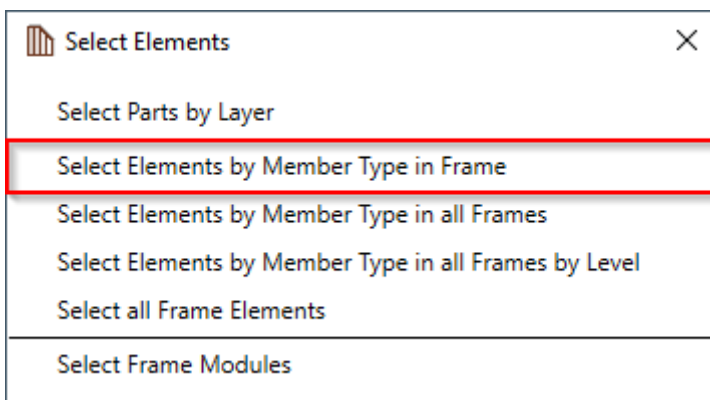 Select Elements
Select Parts by Layer
Select Elements by Member Type in Frame
Select Elements by Member Type in all Frames
Select Elements by Member Type in all Frames by Level
Select all Frame Elements
Select Frame Modules